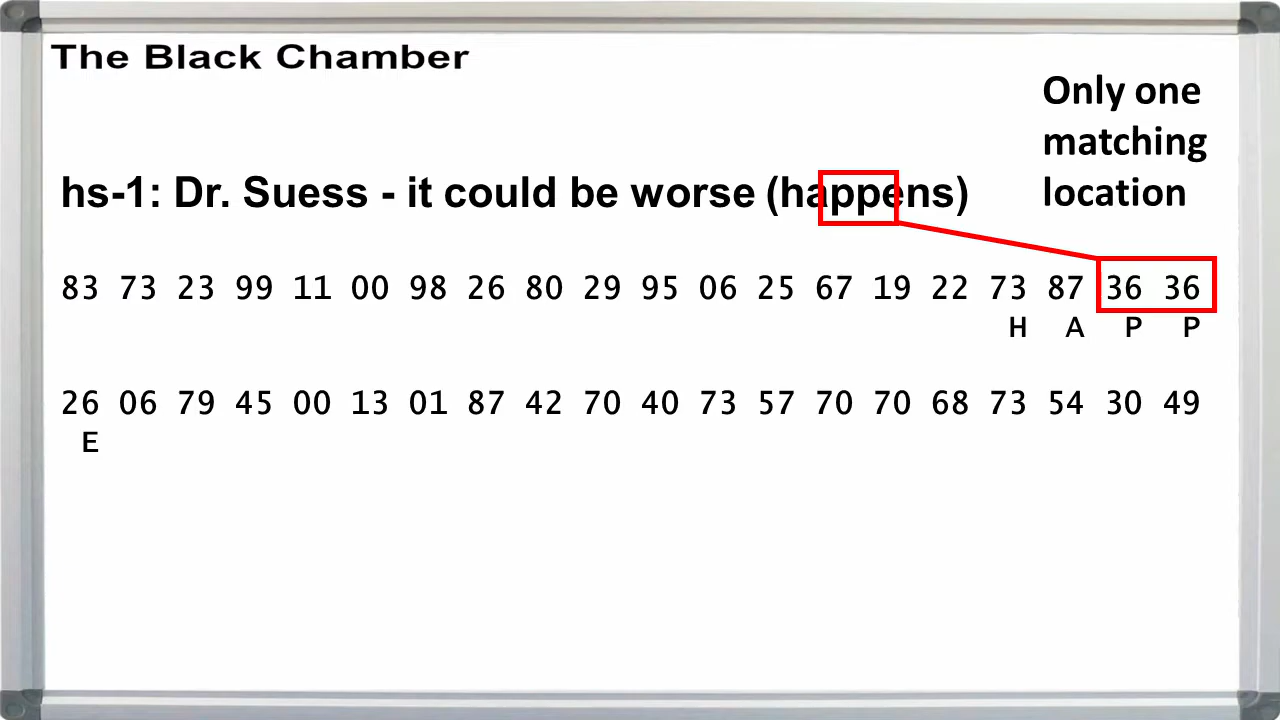 The Black Chamber
Only one
matching
location
hs-1: Dr. Suess - it could be worse (happens)
83 73 23 99 11 00 98 26 80 29 95 06 25 67 19 22 73 87 36 36
H A P P
26 06 79 45 00 13 01 87 42 70 40 73 57 70 70 68 73 54 30 49
E